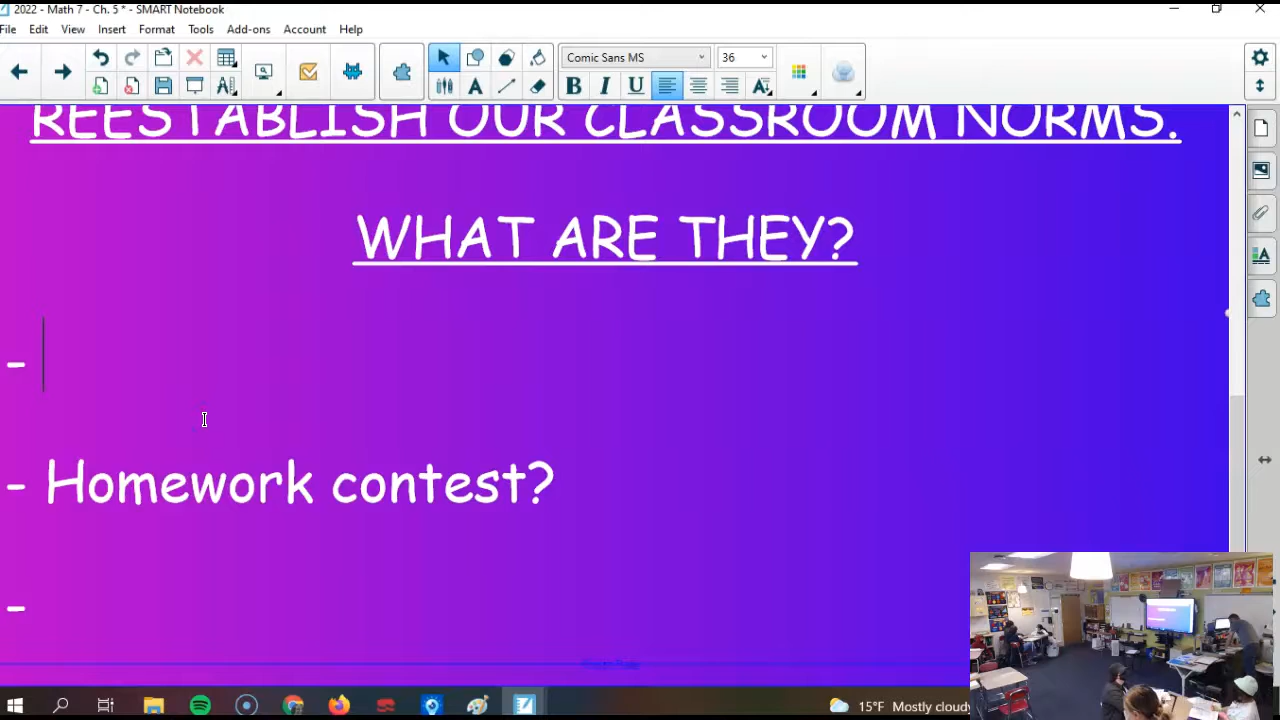 2022 - Math 7 - Ch. 5 * - SMART Notebook
File Edit View Insert Format Tools Add-ons Account Help
Comic Sans MS 36
B I U
REESTABLISH OUR CLASSROOM NORMS.
WHAT ARE THEY?
-
- Homework contest?
-
15°F Mostly cloudy